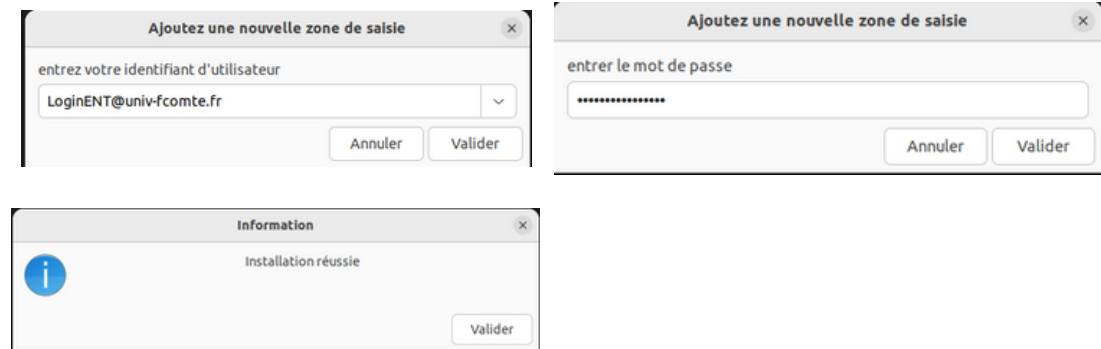 Ajoutez une nouvelle zone de saisie
entrez votre identifiant d'utilisateur
LoginENT@univ-fcomte.fr
Annuler
Valider
Ajoutez une nouvelle zone de saisie
entrer le mot de passe
••••••••••••••••
Annuler
Valider
Information
Installation réussie
Valider